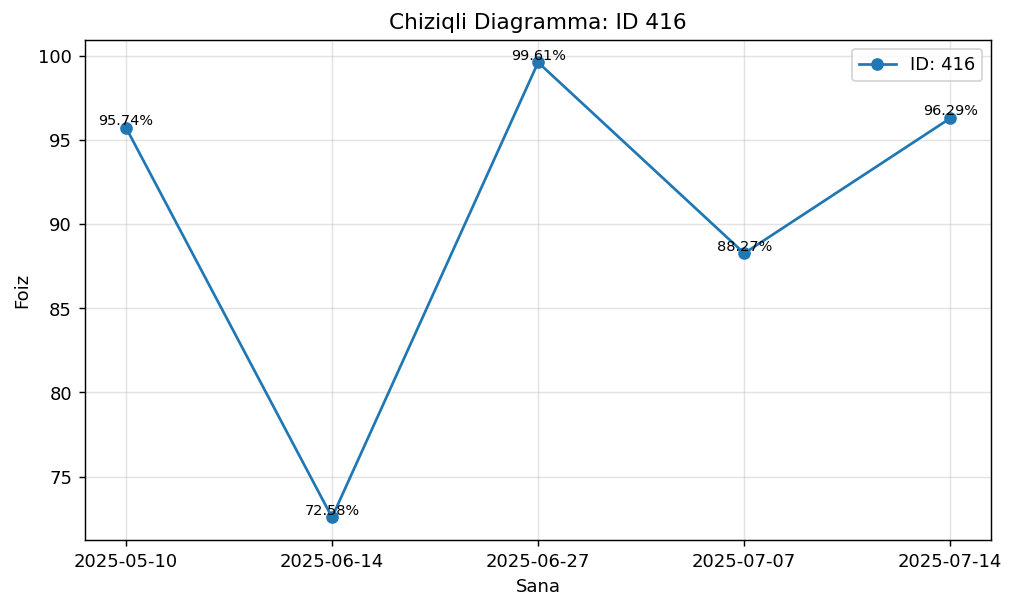 Chiziqli Diagramma: ID 416
ID: 416
99.61%
95.74%
96.29%
88.27%
72.58%
Foiz
100
95
90
85
80
75
2025-05-10 2025-06-14 2025-06-27 2025-07-07 2025-07-14
Sana